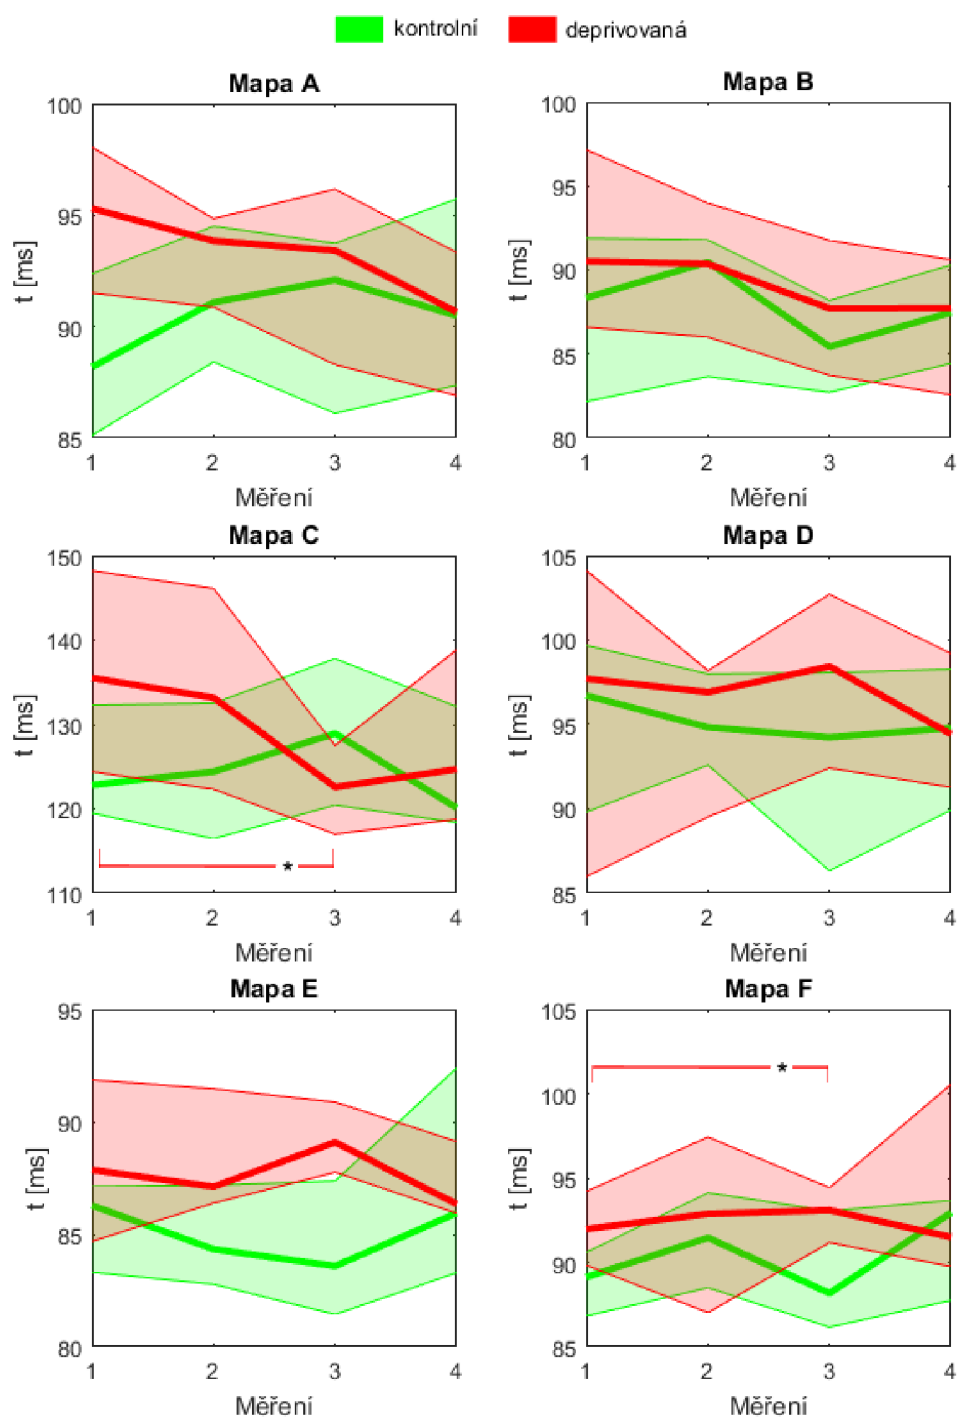 kontrolní deprivovaná
Mapa A
100
95
90
85
t [ms]
1 2 3 4
Měření
Mapa B
100
95
90
85
80
t [ms]
1 2 3 4
Měření
Mapa C
150
140
130
120
110
t [ms]
*
1 2 3 4
Měření
Mapa D
105
100
95
90
85
t [ms]
1 2 3 4
Měření
Mapa E
95
90
85
80
t [ms]
1 2 3 4
Měření
Mapa F
105
100
95
90
85
t [ms]
*
1 2 3 4
Měření